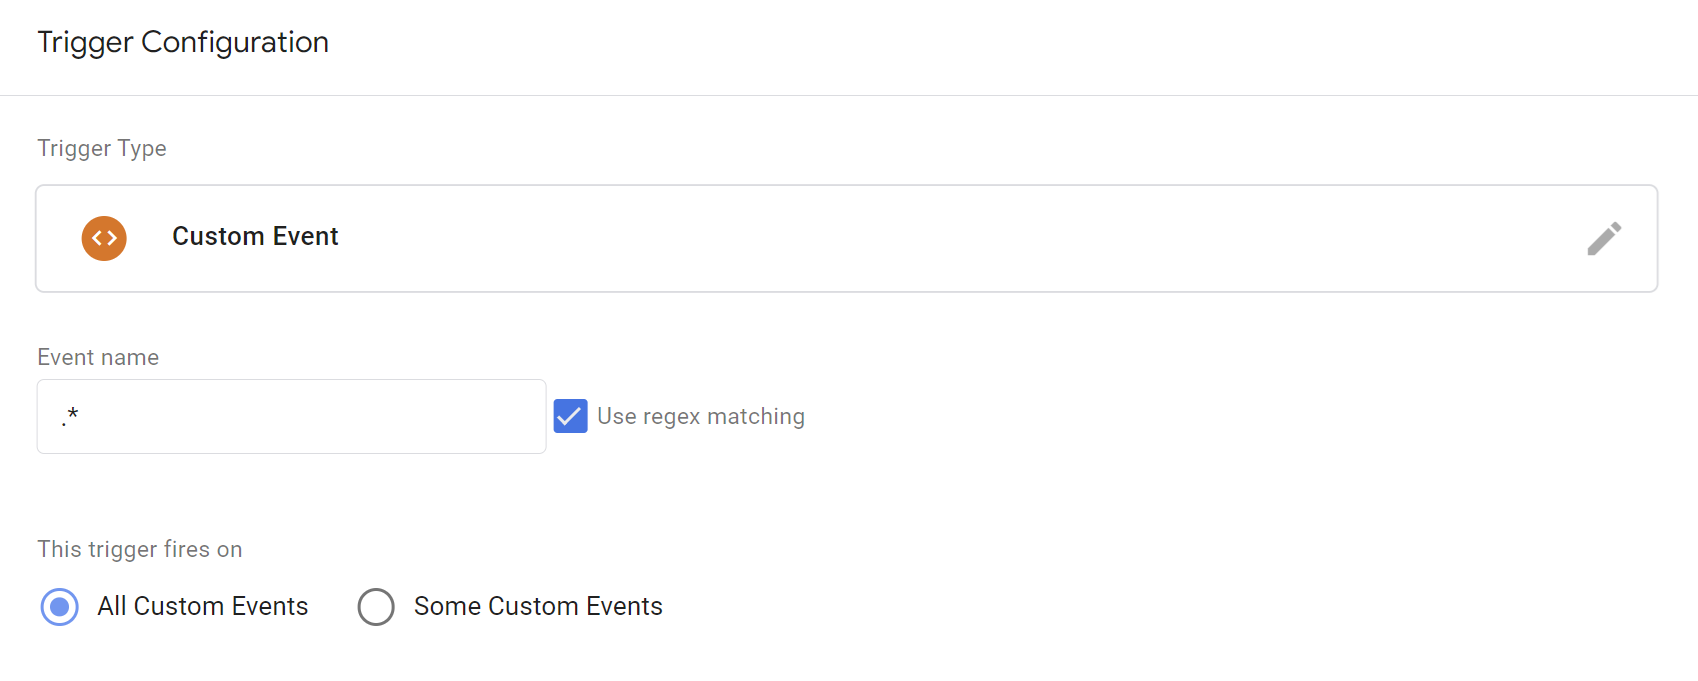 Trigger Configuration
Trigger Type
Custom Event
Event name
.*
Use regex matching
This trigger fires on
All Custom Events
Some Custom Events